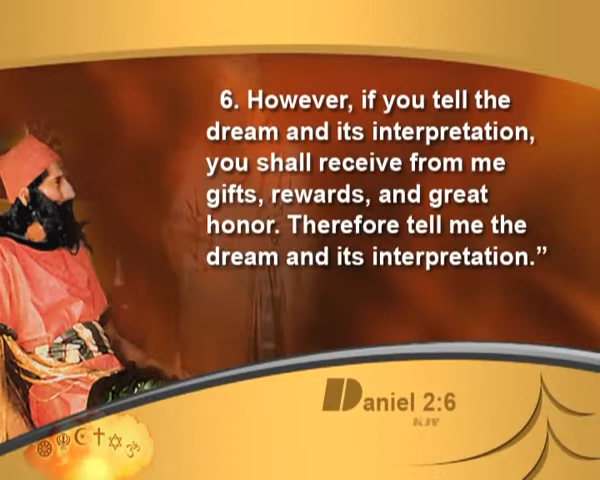 6. However, if you tell the
dream and its interpretation,
you shall receive from me
gifts, rewards, and great
honor. Therefore tell me the
dream and its interpretation.”
Daniel 2:6